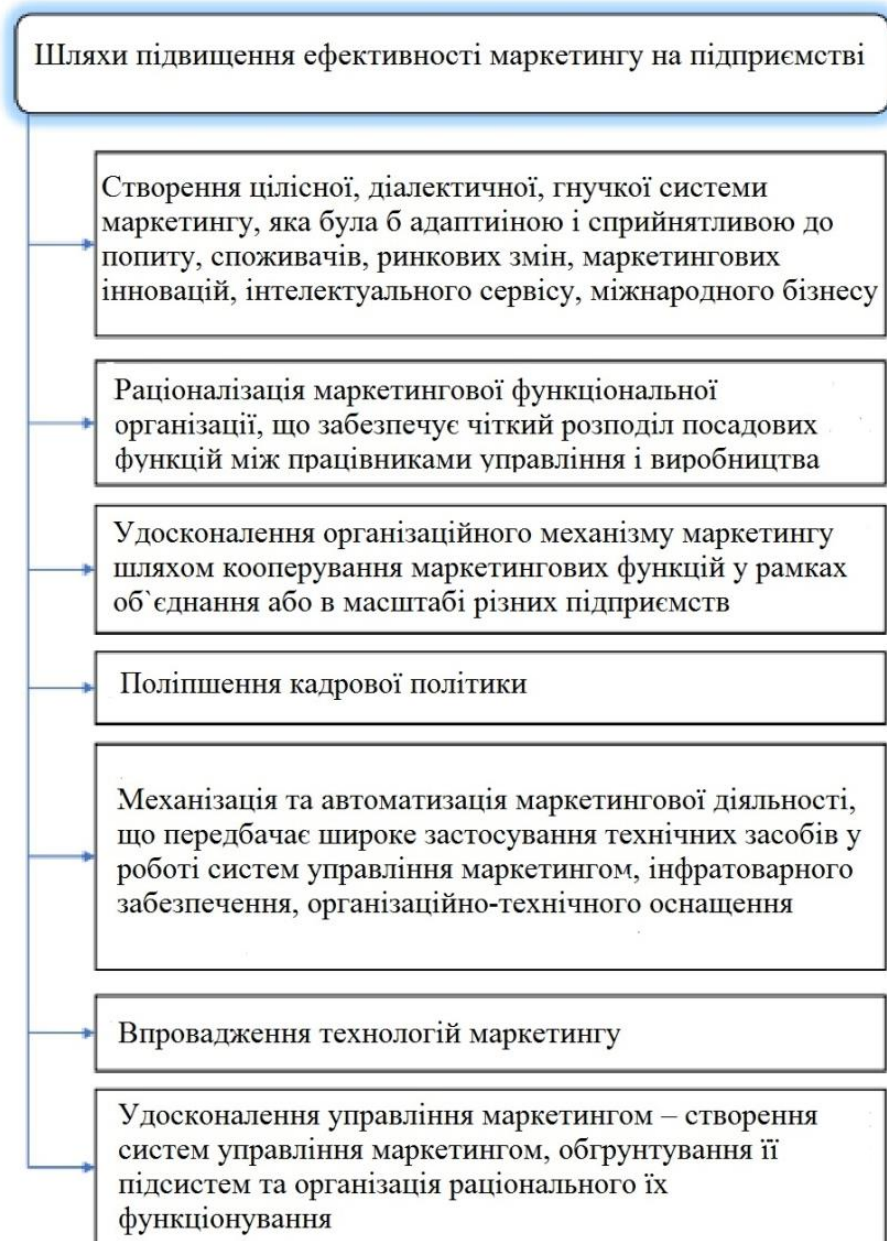 Шляхи підвищення ефективності маркетингу на підприємстві
Створення цілісної, діалектичної, гнучкої системи
маркетингу, яка була б адаптиіною і сприйнятливою до
попиту, споживачів, ринкових змін, маркетингових
інновацій, інтелектуального сервісу, міжнародного бізнесу
Раціоналізація маркетингової функціональної
організації, що забезпечує чіткий розподіл посадових
функцій між працівниками управління і виробництва
Удосконалення організаційного механізму маркетингу
шляхом кооперування маркетингових функцій у рамках
об`єднання або в масштабі різних підприємств
Поліпшення кадрової політики
Механізація та автоматизація маркетингової діяльності,
що передбачає широке застосування технічних засобів у
роботі систем управління маркетингом, інфратоварного
забезпечення, організаційно-технічного оснащення
Впровадження технологій маркетингу
Удосконалення управління маркетингом – створення
систем управління маркетингом, обгрунтування її
підсистем та організація раціонального їх
функціонування